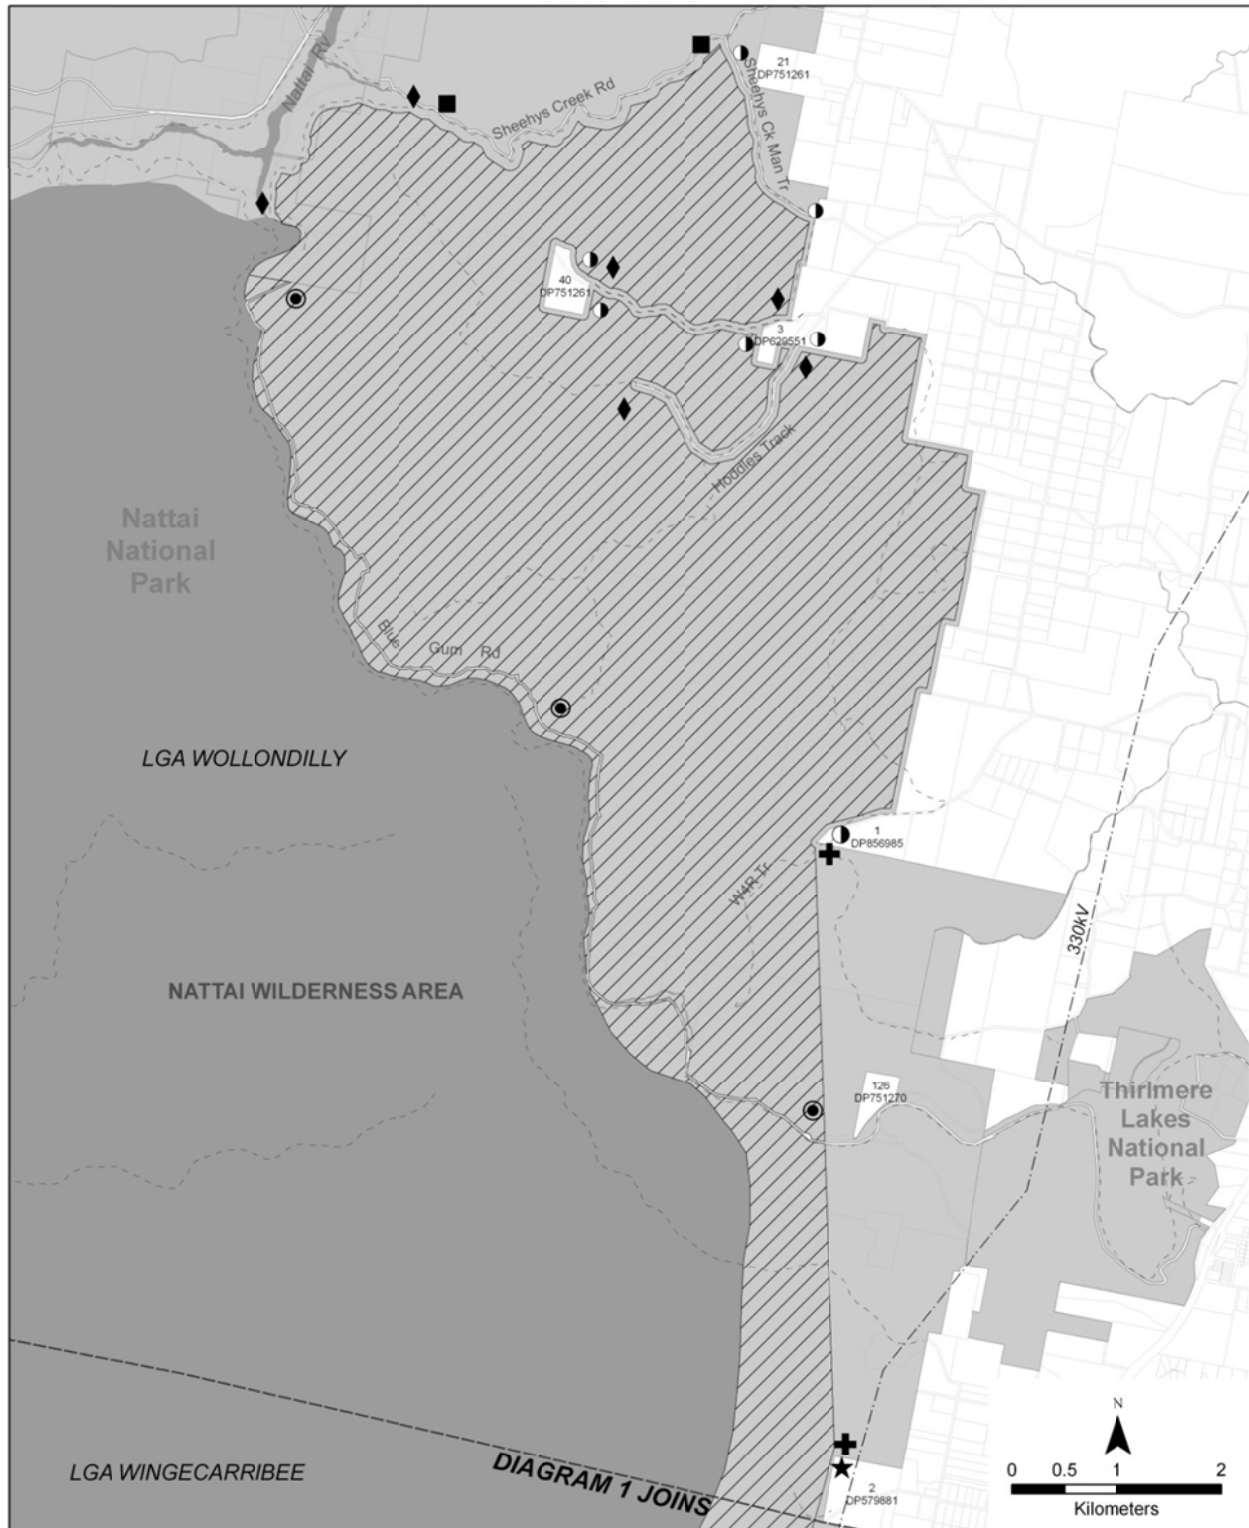 Nattai Rv
Sheehys Creek Rd
21
DP751261
Sheehys Ck Man Tr
40
DP751261
3
DP629551
Hoddles Track
Nattai
National
Park
Blue Gum Rd
LGA WOLLONDILLY
1
DP856985
W4R Tr
330kV
NATTAI WILDERNESS AREA
126
DP751270
Thirlmere
Lakes
National
Park
LGA WINGECARRIBEE
DIAGRAM 1 JOINS
2
DP579881
N
0 0.5 1 2
Kilometers